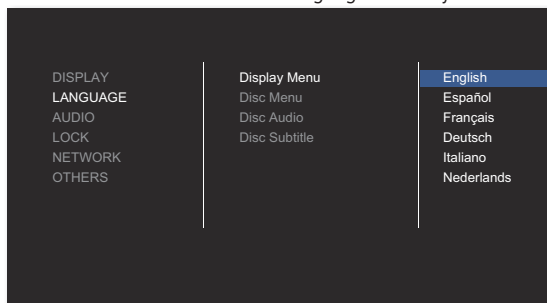 DISPLAY
LANGUAGE
AUDIO
LOCK
NETWORK
OTHERS
Display Menu
Disc Menu
Disc Audio
Disc Subtitle
English
Español
Français
Deutsch
Italiano
Nederlands